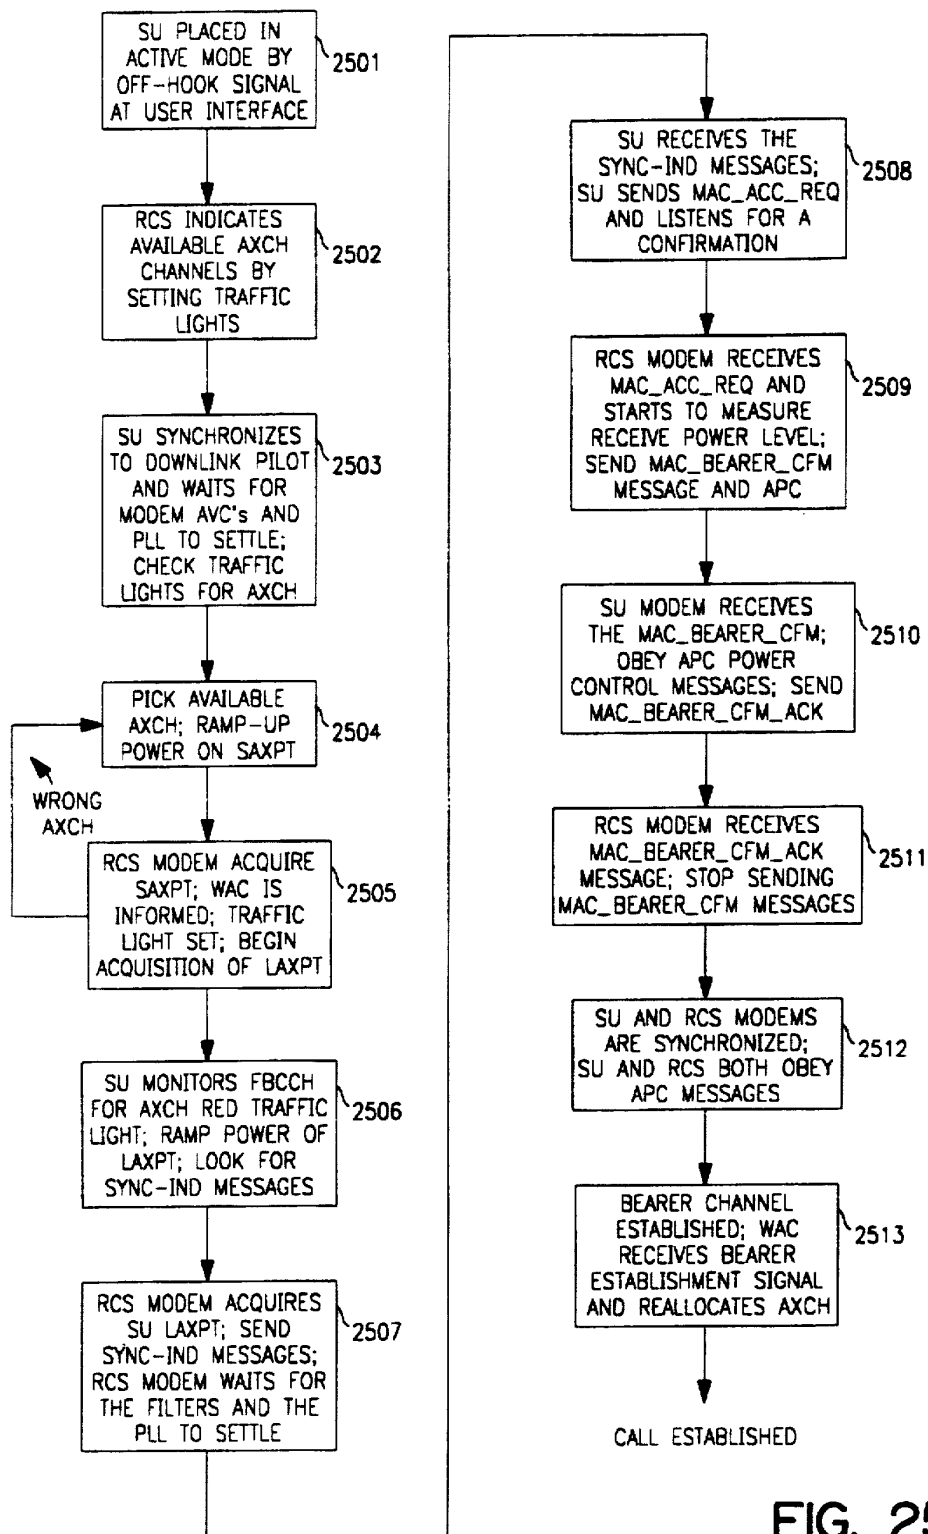 SU PLACED IN
ACTIVE MODE BY
OFF-HOOK SIGNAL
AT USER INTERFACE
2501
RCS INDICATES
AVAILABLE AXCH
CHANNELS BY
SETTING TRAFFIC
LIGHTS
2502
SU SYNCHRONIZES
TO DOWNLINK PILOT
AND WAITS FOR
MODEM AVC's AND
PLL TO SETTLE;
CHECK TRAFFIC
LIGHTS FOR AXCH
2503
PICK AVAILABLE
AXCH; RAMP-UP
POWER ON SAXPT
2504
WRONG
AXCH
RCS MODEM ACQUIRE
SAXPT; WAC IS
INFORMED; TRAFFIC
LIGHT SET; BEGIN
ACQUISITION OF LAXPT
2505
SU MONITORS FBCCH
FOR AXCH RED TRAFFIC
LIGHT; RAMP POWER OF
LAXPT; LOOK FOR
SYNC-IND MESSAGES
2506
RCS MODEM ACQUIRES
SU LAXPT; SEND
SYNC-IND MESSAGES;
RCS MODEM WAITS FOR
THE FILTERS AND THE
PLL TO SETTLE
2507
SU RECEIVES THE
SYNC-IND MESSAGES;
SU SENDS MAC_ACC_REQ
AND LISTENS FOR A
CONFIRMATION
2508
RCS MODEM RECEIVES
MAC_ACC_REQ AND
STARTS TO MEASURE
RECEIVE POWER LEVEL;
SEND MAC_BEARER_CFM
MESSAGE AND APC
2509
SU MODEM RECEIVES
THE MAC_BEARER_CFM;
OBEY APC POWER
CONTROL MESSAGES; SEND
MAC_BEARER_CFM_ACK
2510
RCS MODEM RECEIVES
MAC_BEARER_CFM_ACK
MESSAGE; STOP SENDING
MAC_BEARER_CFM MESSAGES
2511
SU AND RCS MODEMS
ARE SYNCHRONIZED;
SU AND RCS BOTH OBEY
APC MESSAGES
2512
BEARER CHANNEL
ESTABLISHED; WAC
RECEIVES BEARER
ESTABLISHMENT SIGNAL
AND REALLOCATES AXCH
2513
CALL ESTABLISHED
FIG. 25